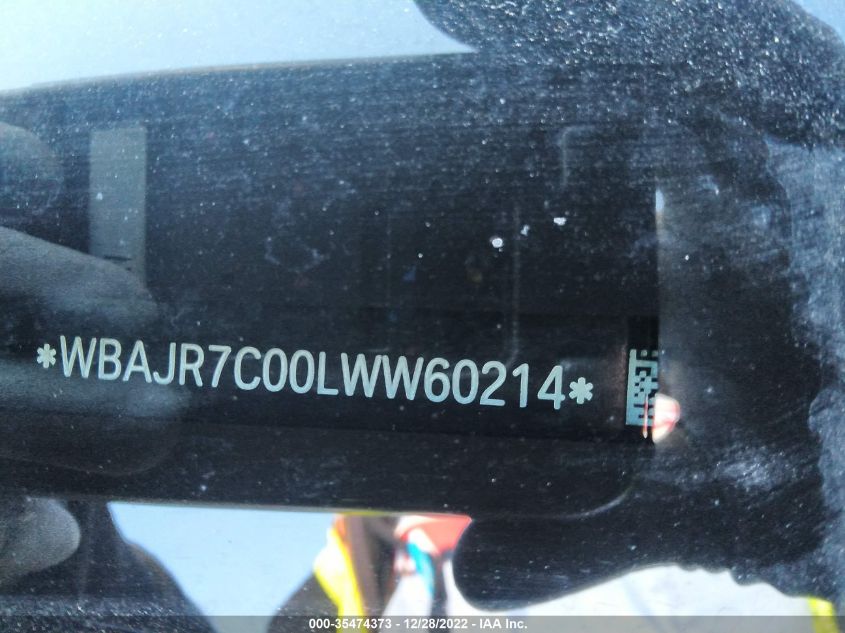 *WBAJR7C00LWW60214*
000-35474373 - 12/28/2022 - IAA Inc.